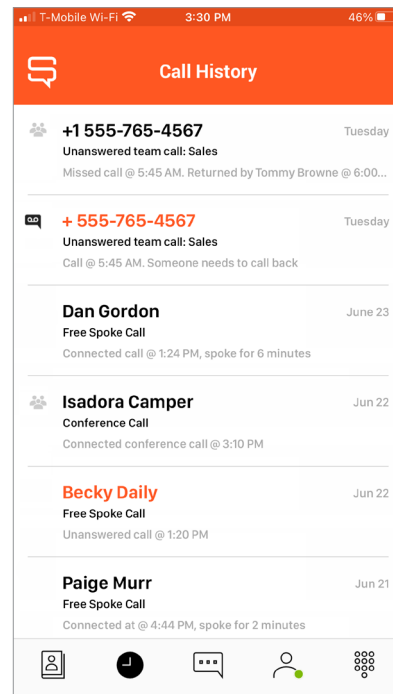 T-Mobile Wi-Fi 3:30 PM 46%
Call History
+1 555-765-4567 Tuesday
Unanswered team call: Sales
Missed call @ 5:45 AM. Returned by Tommy Browne @ 6:00...
+ 555-765-4567 Tuesday
Unanswered team call: Sales
Call @ 5:45 AM. Someone needs to call back
Dan Gordon June 23
Free Spoke Call
Connected call @ 1:24 PM, spoke for 6 minutes
Isadora Camper Jun 22
Conference Call
Connected conference call @ 3:10 PM
Becky Daily Jun 22
Free Spoke Call
Unanswered call @ 1:20 PM
Paige Murr Jun 21
Free Spoke Call
Connected at @ 4:44 PM, spoke for 2 minutes